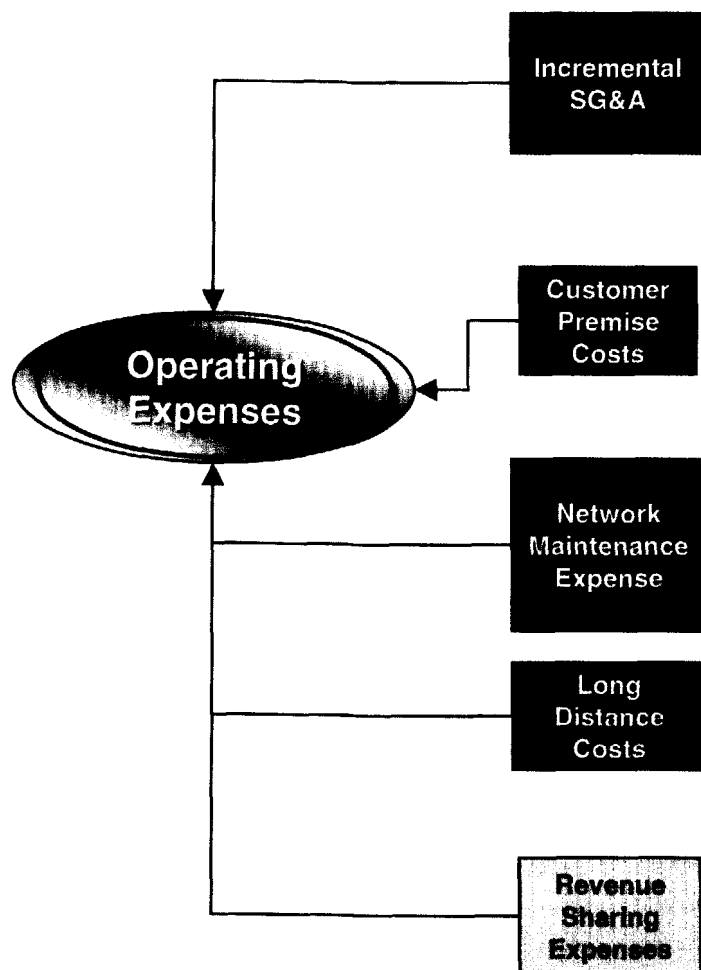 Incremental
SG&A
Customer
Premise
Costs
Operating
Expenses
Network
Maintenance
Expense
Long
Distance
Costs
Revenue
Sharing
Expenses